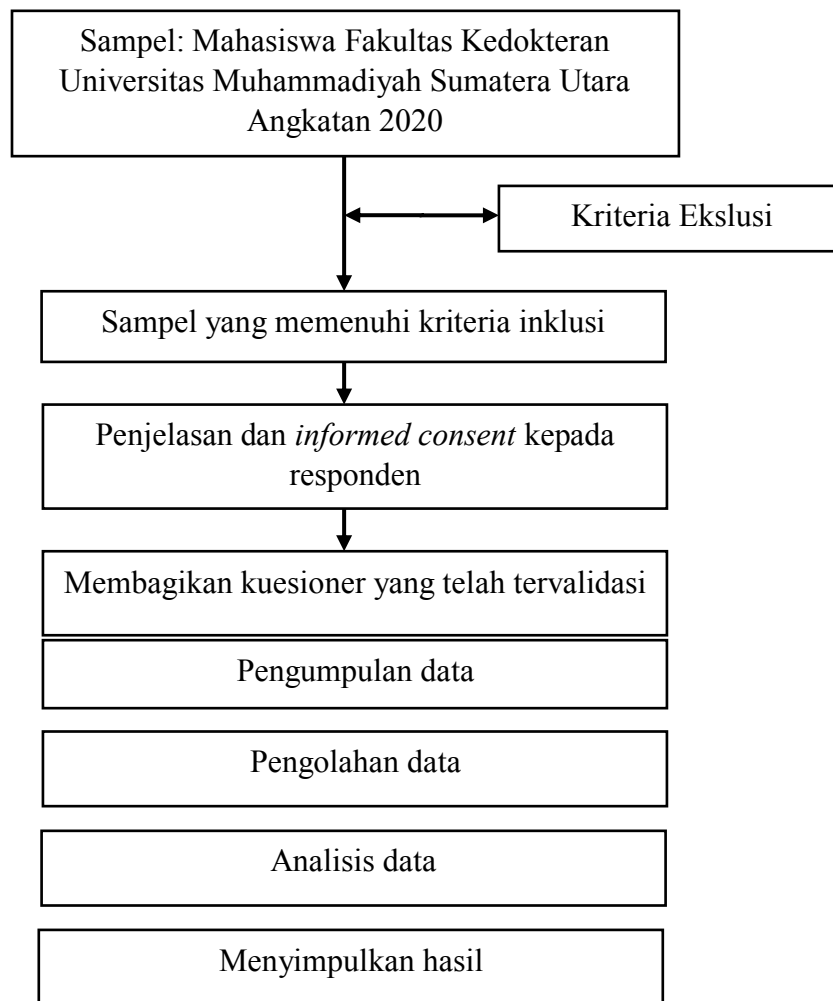 Sampel: Mahasiswa Fakultas Kedokteran
Universitas Muhammadiyah Sumatera Utara
Angkatan 2020
Kriteria Ekslusi
Sampel yang memenuhi kriteria inklusi
Penjelasan dan informed consent kepada
responden
Membagikan kuesioner yang telah tervalidasi
Pengumpulan data
Pengolahan data
Analisis data
Menyimpulkan hasil